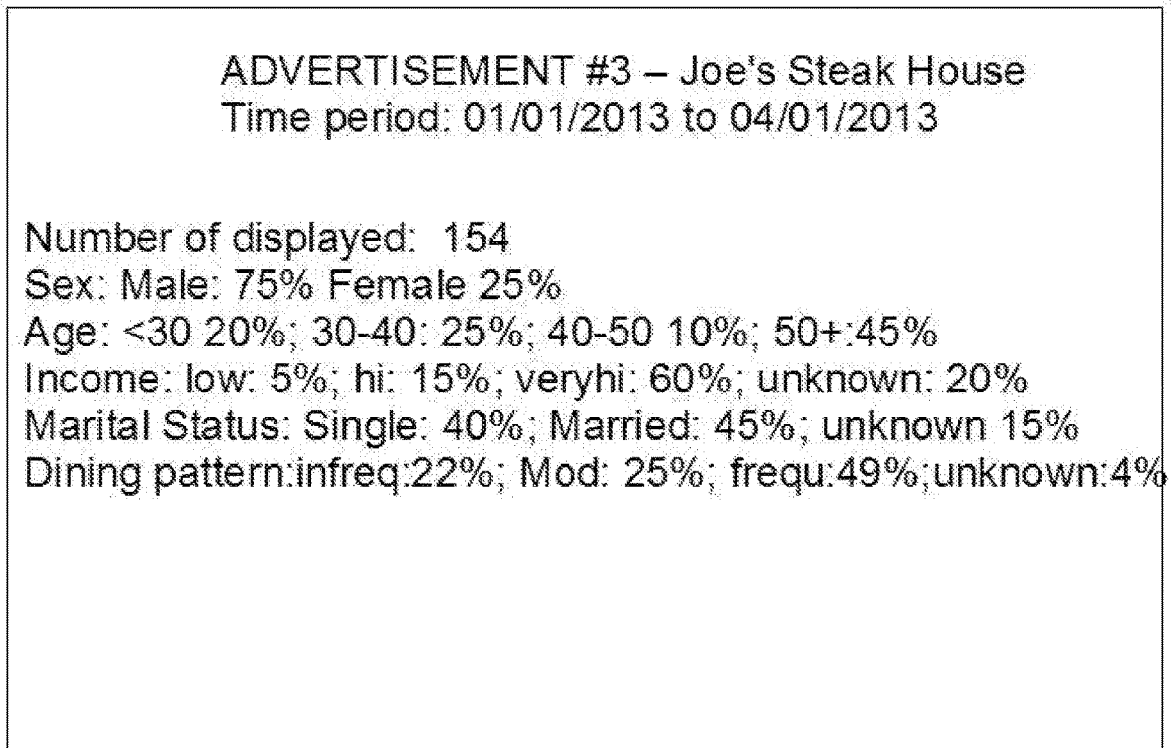 ADVERTISEMENT #3 – Joe's Steak House
Time period: 01/01/2013 to 04/01/2013
Number of displayed: 154
Sex: Male: 75% Female 25%
Age: <30 20%; 30-40: 25%; 40-50 10%; 50+:45%
Income: low: 5%; hi: 15%; veryhi: 60%; unknown: 20%
Marital Status: Single: 40%; Married: 45%; unknown 15%
Dining pattern:infreq:22%; Mod: 25%; frequ:49%;unknown:4%